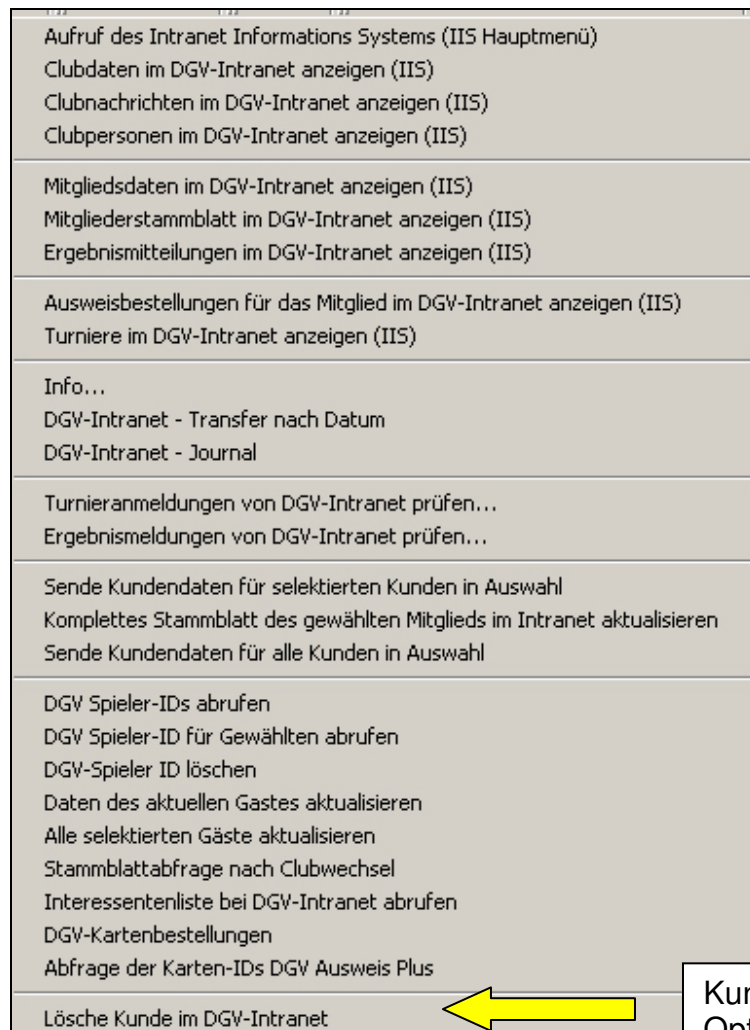 Aufruf des Intranet Informations Systems (IIS Hauptmenü)
Clubdaten im DGV-Intranet anzeigen (IIS)
Clubnachrichten im DGV-Intranet anzeigen (IIS)
Clubpersonen im DGV-Intranet anzeigen (IIS)
Mitgliedsdaten im DGV-Intranet anzeigen (IIS)
Mitgliederstammblatt im DGV-Intranet anzeigen (IIS)
Ergebnismitteilungen im DGV-Intranet anzeigen (IIS)
Ausweisbestellungen für das Mitglied im DGV-Intranet anzeigen (IIS)
Turniere im DGV-Intranet anzeigen (IIS)
Info...
DGV-Intranet - Transfer nach Datum
DGV-Intranet - Journal
Turnieranmeldungen von DGV-Intranet prüfen...
Ergebnismeldungen von DGV-Intranet prüfen...
Sende Kundendaten für selektierten Kunden in Auswahl
Komplettes Stammblatt des gewählten Mitglieds im Intranet aktualisieren
Sende Kundendaten für alle Kunden in Auswahl
DGV Spieler-IDs abrufen
DGV Spieler-ID für Gewählten abrufen
DGV-Spieler ID löschen
Daten des aktuellen Gastes aktualisieren
Alle selektierten Gäste aktualisieren
Stammblattabfrage nach Clubwechsel
Interessentenliste bei DGV-Intranet abrufen
DGV-Kartenbestellungen
Abfrage der Karten-IDs DGV Ausweis Plus
Lösche Kunde im DGV-Intranet